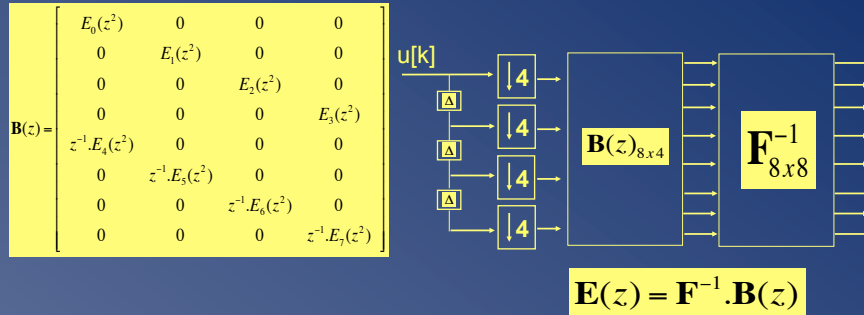 B(z) =
E₀(z²) 0 0 0
0 E₁(z²) 0 0
0 0 E₂(z²) 0
0 0 0 E₃(z²)
z⁻¹.E₄(z²) 0 0 0
0 z⁻¹.E₅(z²) 0 0
0 0 z⁻¹.E₆(z²) 0
0 0 0 z⁻¹.E₇(z²)
u[k]
↓4
Δ
↓4
Δ
↓4
Δ
↓4
B(z)₈ₓ₄
F⁻¹₈ₓ₈
E(z) = F⁻¹.B(z)